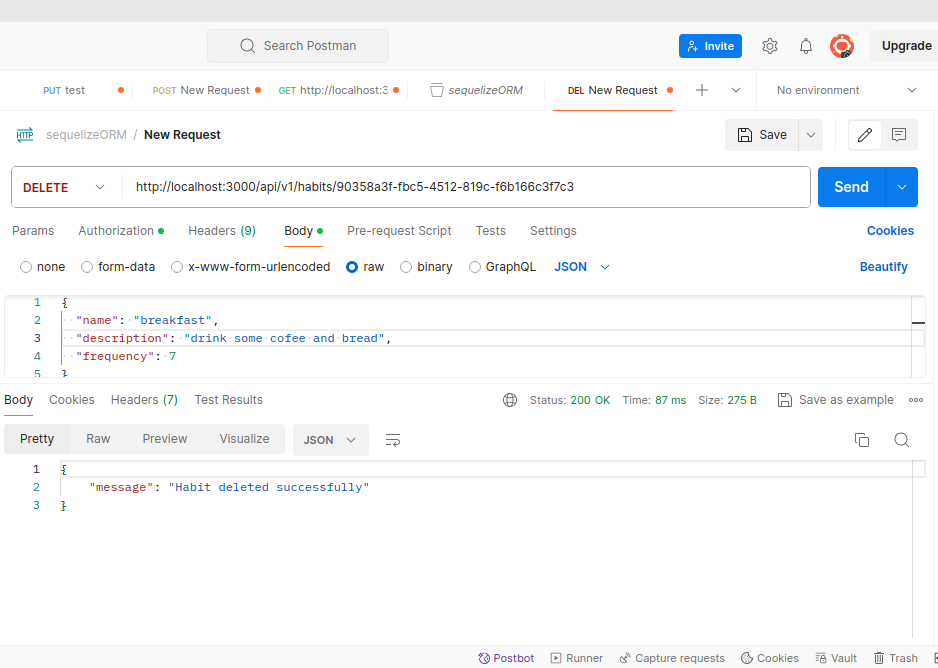 Search Postman
Invite
Upgrade
PUT test
POST New Request
GET http://localhost:3
sequelizeORM
DEL New Request
No environment
HTTP sequelizeORM / New Request
Save
DELETE http://localhost:3000/api/v1/habits/90358a3f-fbc5-4512-819c-f6b166c3f7c3
Send
Params Authorization Headers (9) Body Pre-request Script Tests Settings Cookies
none form-data x-www-form-urlencoded raw binary GraphQL JSON Beautify
1 {
2 "name": "breakfast",
3 "description": "drink some cofee and bread",
4 "frequency": 7
5 }
Body Cookies Headers (7) Test Results Status: 200 OK Time: 87 ms Size: 275 B Save as example
Pretty Raw Preview Visualize JSON
1 {
2 "message": "Habit deleted successfully"
3 }
Postbot Runner Capture requests Cookies Vault Trash